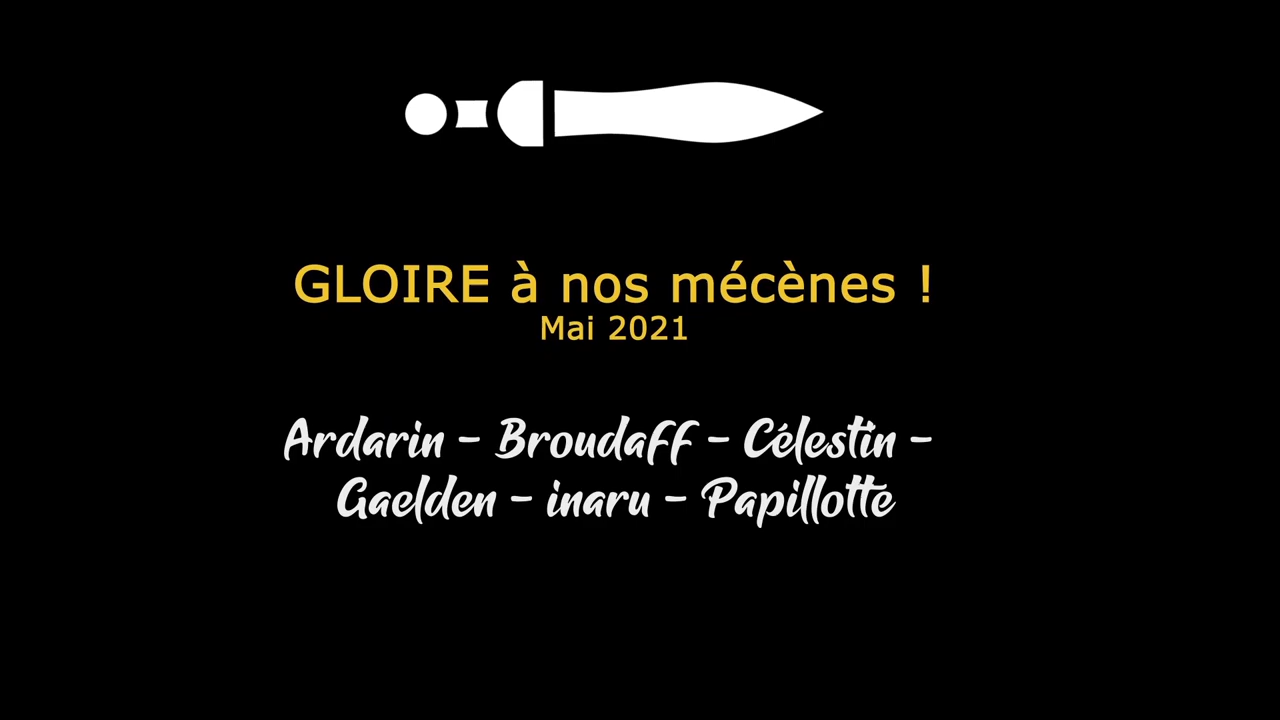 GLOIRE à nos mécènes !
Mai 2021
Ardarin - Broudaff - Célestin -
Gaelden - inaru - Papillotte